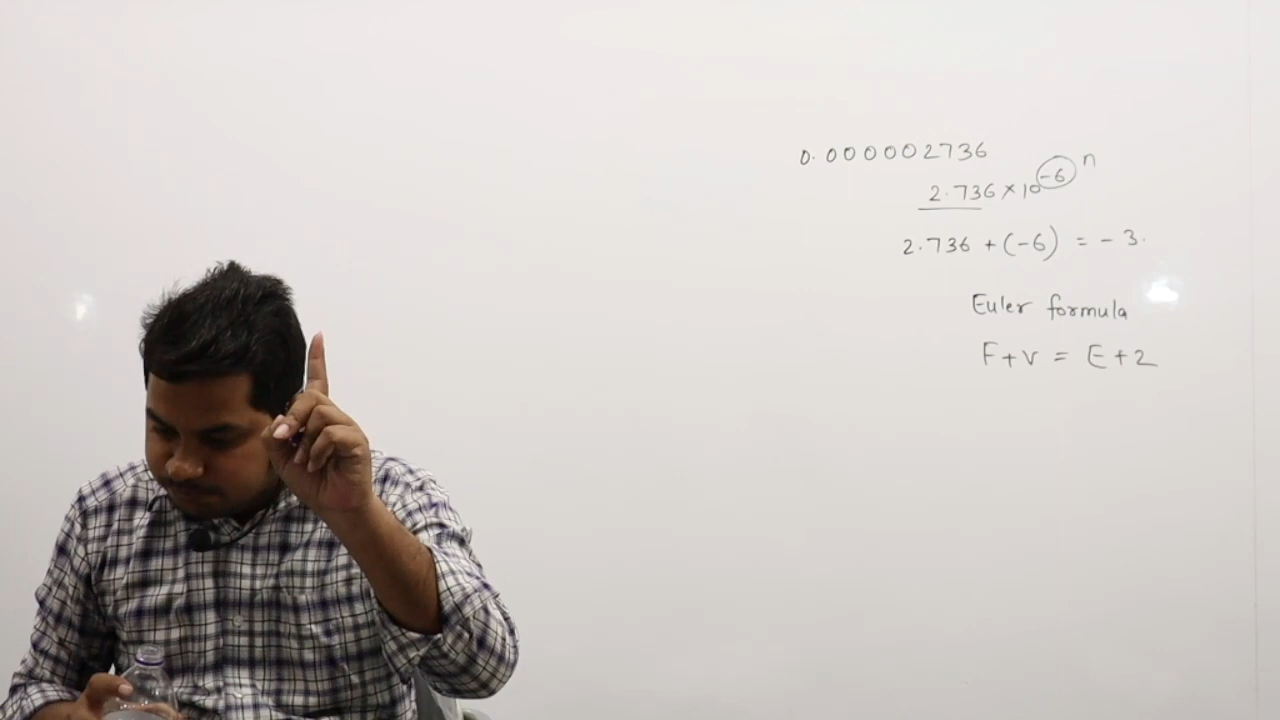 0.000002736
2.736 × 10⁻⁶ n
2.736 + (-6) = - 3.
Euler formula
F+V = E+2